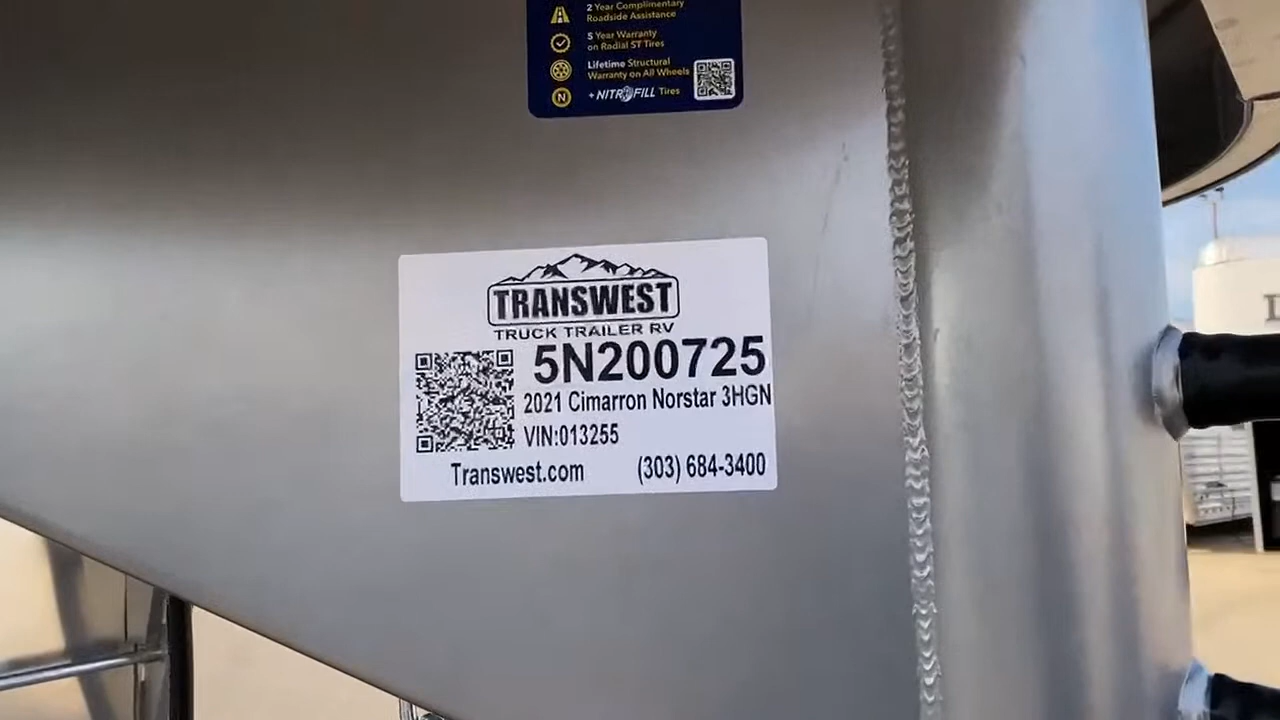 2 Year Complimentary
Roadside Assistance
5 Year Warranty
on Radial ST Tires
Lifetime Structural
Warranty on All Wheels
N
+ NITROFILL Tires
TRANSWEST
TRUCK TRAILER RV
5N200725
2021 Cimarron Norstar 3HGN
VIN:013255
Transwest.com (303) 684-3400